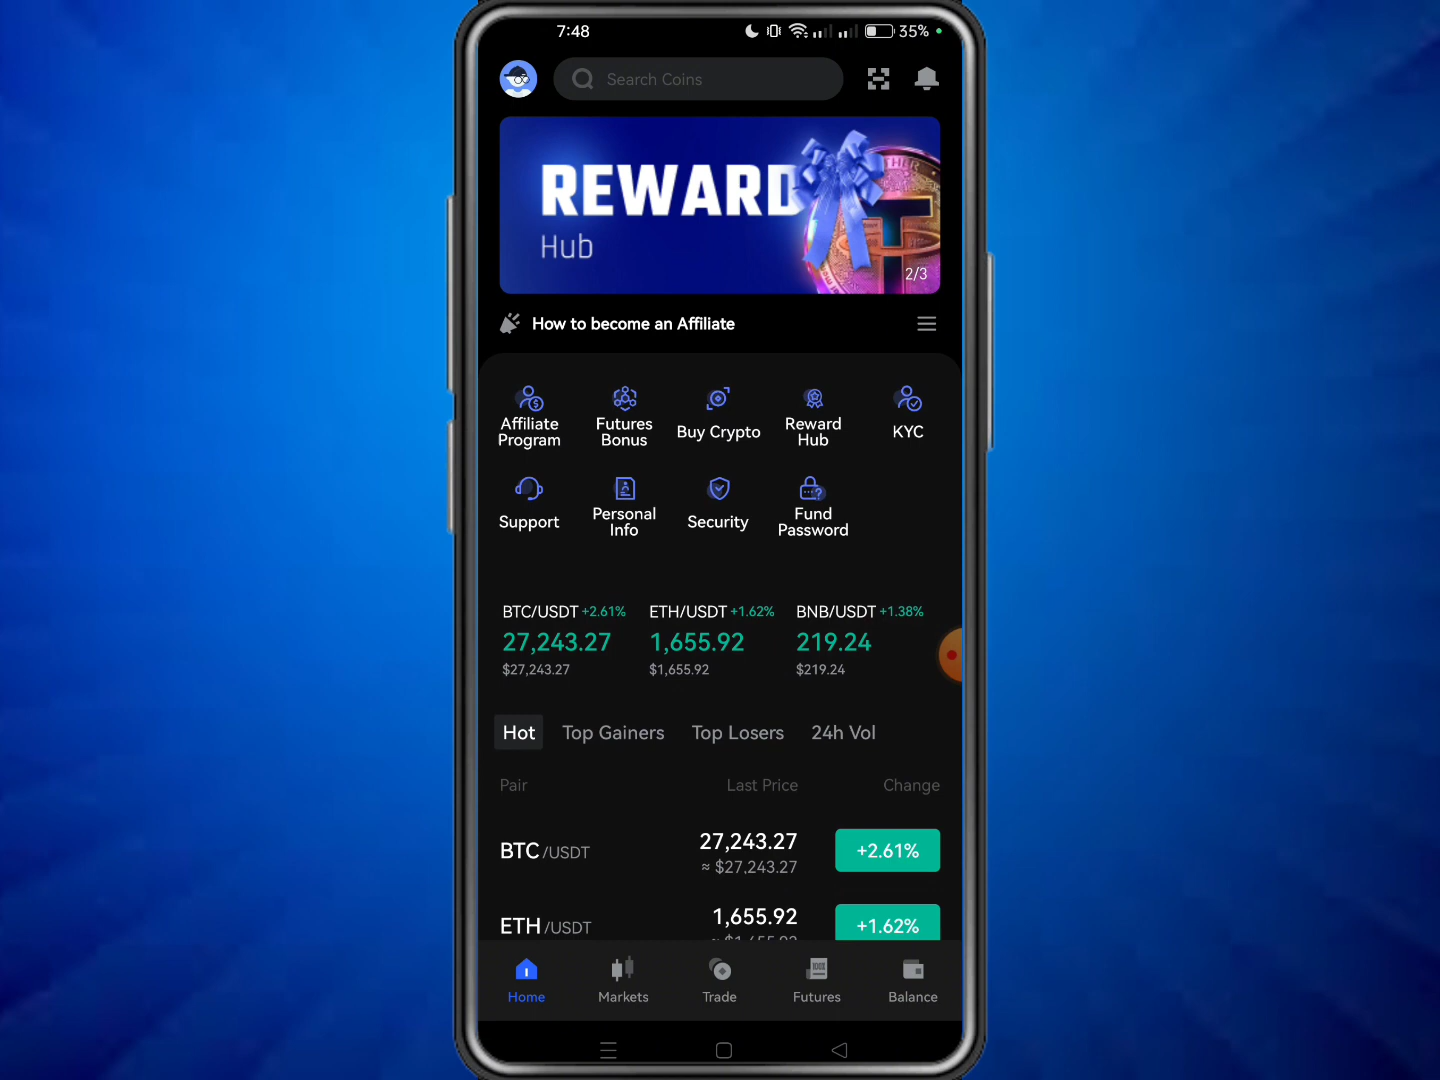 7:48
35%
Search Coins
REWARD
Hub
THER
2/3
How to become an Affiliate
Affiliate Program
Futures Bonus
Buy Crypto
Reward Hub
KYC
Support
Personal Info
Security
Fund Password
BTC/USDT +2.61% ETH/USDT +1.62% BNB/USDT +1.38%
27,243.27 1,655.92 219.24
$27,243.27 $1,655.92 $219.24
Hot Top Gainers Top Losers 24h Vol
Pair Last Price Change
BTC /USDT 27,243.27 +2.61%
≈ $27,243.27
ETH /USDT 1,655.92 +1.62%
≈ $1,655.92
Home Markets Trade Futures Balance